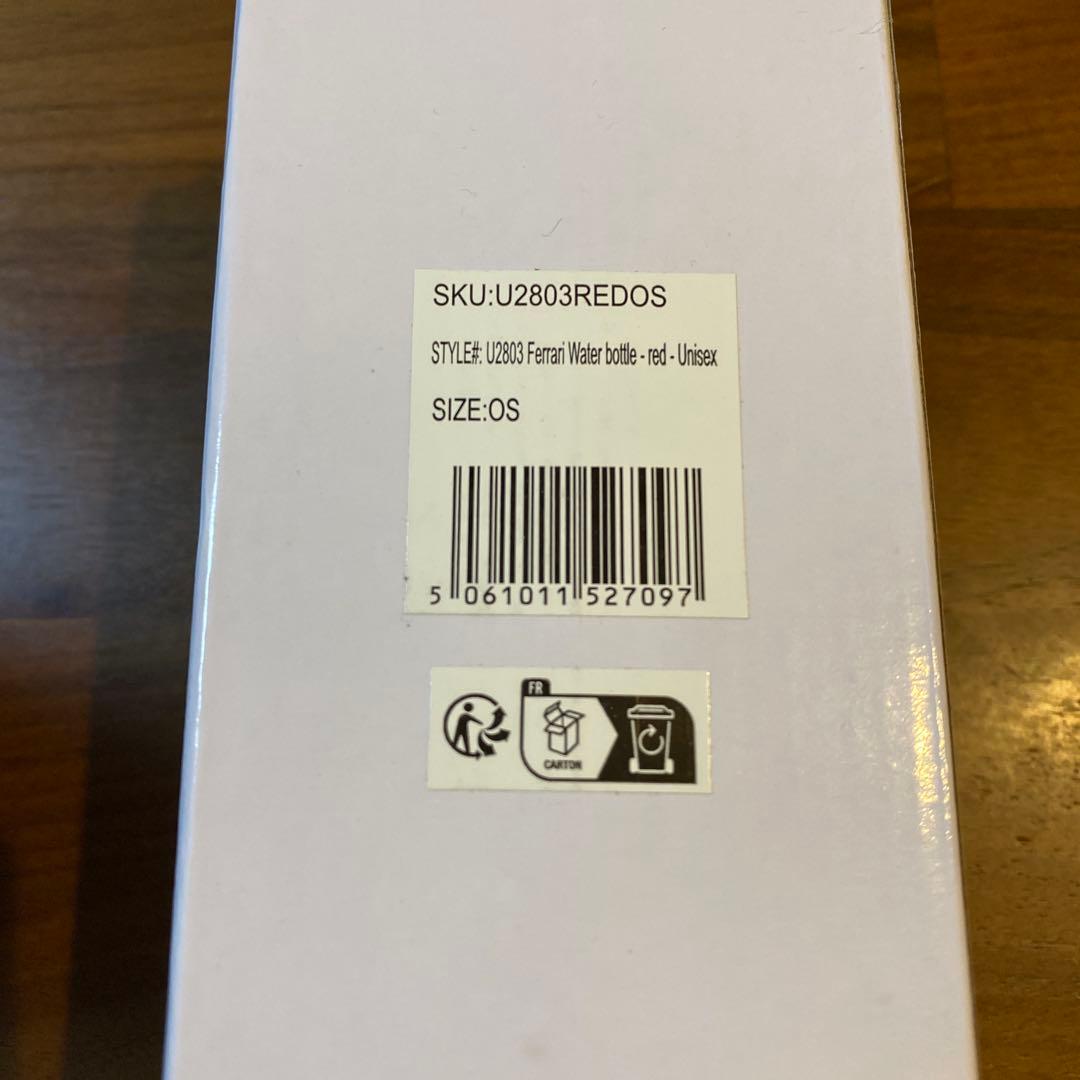 SKU:U2803REDOS
STYLE#: U2803 Ferrari Water bottle - red - Unisex
SIZE:OS
5 061011 527097
FR
CARTON